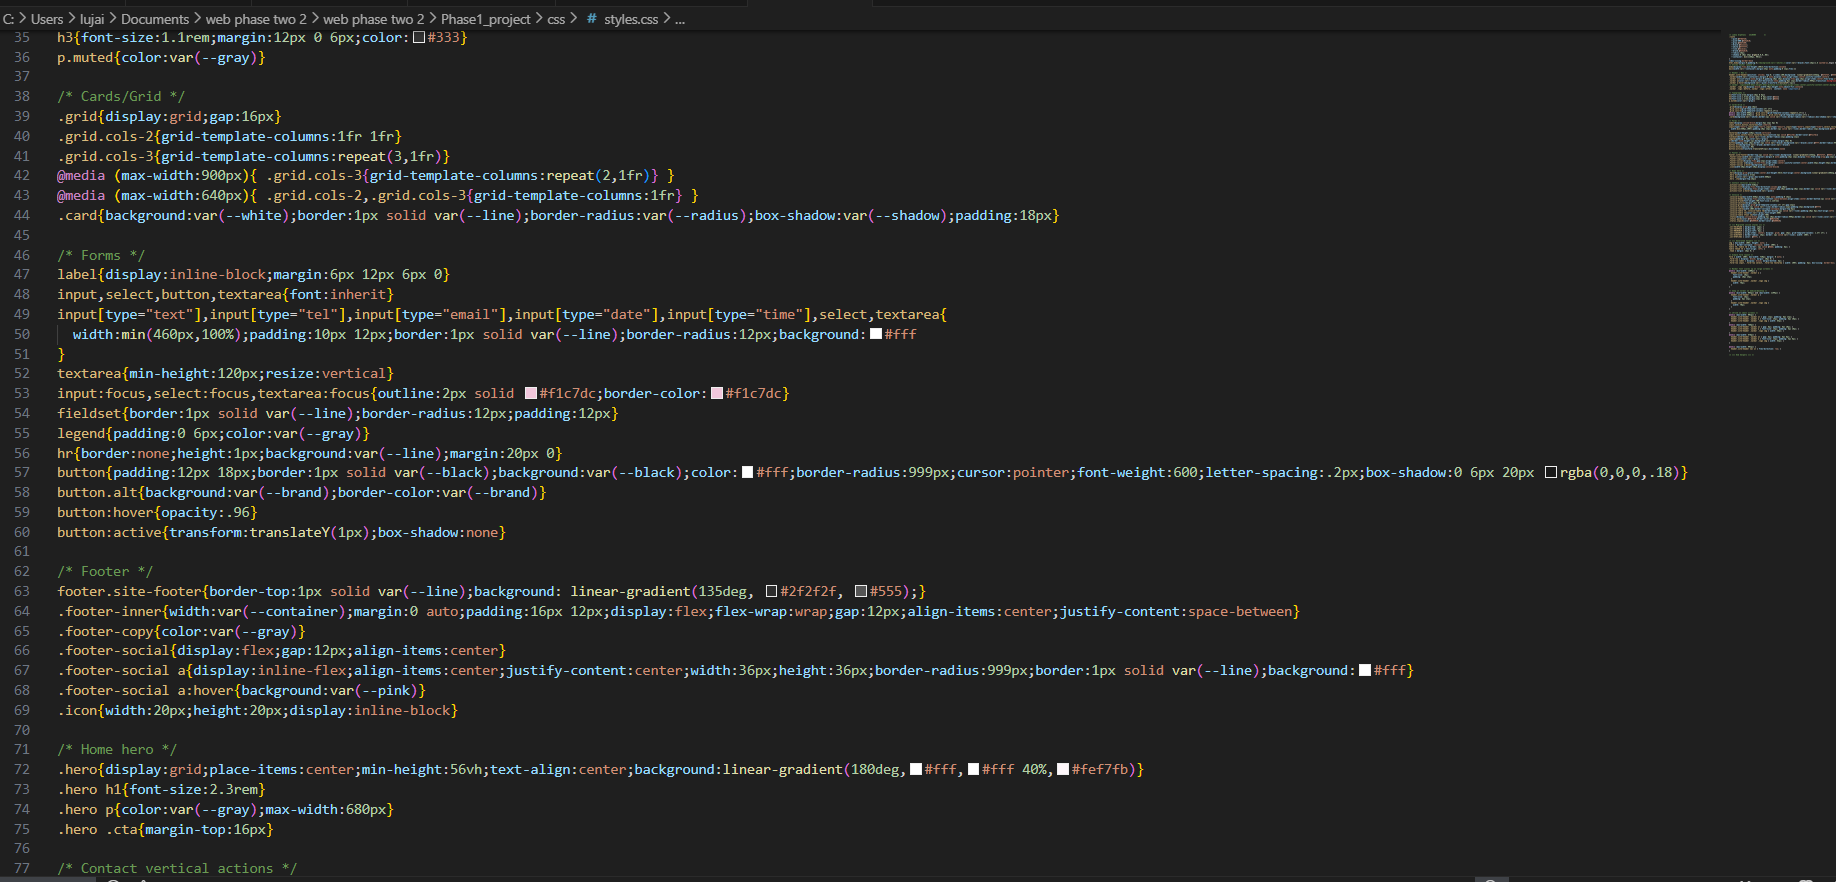 C: > Users > lujai > Documents > web phase two 2 > web phase two 2 > Phase1_project > css > # styles.css > ...
35 h3{font-size:1.1rem;margin:12px 0 6px;color:#333}
36 p.muted{color:var(--gray)}
37
38 /* Cards/Grid */
39 .grid{display:grid;gap:16px}
40 .grid.cols-2{grid-template-columns:1fr 1fr}
41 .grid.cols-3{grid-template-columns:repeat(3,1fr)}
42 @media (max-width:900px){ .grid.cols-3{grid-template-columns:repeat(2,1fr)} }
43 @media (max-width:640px){ .grid.cols-2,.grid.cols-3{grid-template-columns:1fr} }
44 .card{background:var(--white);border:1px solid var(--line);border-radius:var(--radius);box-shadow:var(--shadow);padding:18px}
45
46 /* Forms */
47 label{display:inline-block;margin:6px 12px 6px 0}
48 input,select,button,textarea{font:inherit}
49 input[type="text"],input[type="tel"],input[type="email"],input[type="date"],input[type="time"],select,textarea{
50 width:min(460px,100%);padding:10px 12px;border:1px solid var(--line);border-radius:12px;background:#fff
51 }
52 textarea{min-height:120px;resize:vertical}
53 input:focus,select:focus,textarea:focus{outline:2px solid #f1c7dc;border-color:#f1c7dc}
54 fieldset{border:1px solid var(--line);border-radius:12px;padding:12px}
55 legend{padding:0 6px;color:var(--gray)}
56 hr{border:none;height:1px;background:var(--line);margin:20px 0}
57 button{padding:12px 18px;border:1px solid var(--black);background:var(--black);color:#fff;border-radius:999px;cursor:pointer;font-weight:600;letter-spacing:.2px;box-shadow:0 6px 20px rgba(0,0,0,.18)}
58 button.alt{background:var(--brand);border-color:var(--brand)}
59 button:hover{opacity:.96}
60 button:active{transform:translateY(1px);box-shadow:none}
61
62 /* Footer */
63 footer.site-footer{border-top:1px solid var(--line);background: linear-gradient(135deg, #2f2f2f, #555);}
64 .footer-inner{width:var(--container);margin:0 auto;padding:16px 12px;display:flex;flex-wrap:wrap;gap:12px;align-items:center;justify-content:space-between}
65 .footer-copy{color:var(--gray)}
66 .footer-social{display:flex;gap:12px;align-items:center}
67 .footer-social a{display:inline-flex;align-items:center;justify-content:center;width:36px;height:36px;border-radius:999px;border:1px solid var(--line);background:#fff}
68 .footer-social a:hover{background:var(--pink)}
69 .icon{width:20px;height:20px;display:inline-block}
70
71 /* Home hero */
72 .hero{display:grid;place-items:center;min-height:56vh;text-align:center;background:linear-gradient(180deg,#fff,#fff 40%,#fef7fb)}
73 .hero h1{font-size:2.3rem}
74 .hero p{color:var(--gray);max-width:680px}
75 .hero .cta{margin-top:16px}
76
77 /* Contact vertical actions */